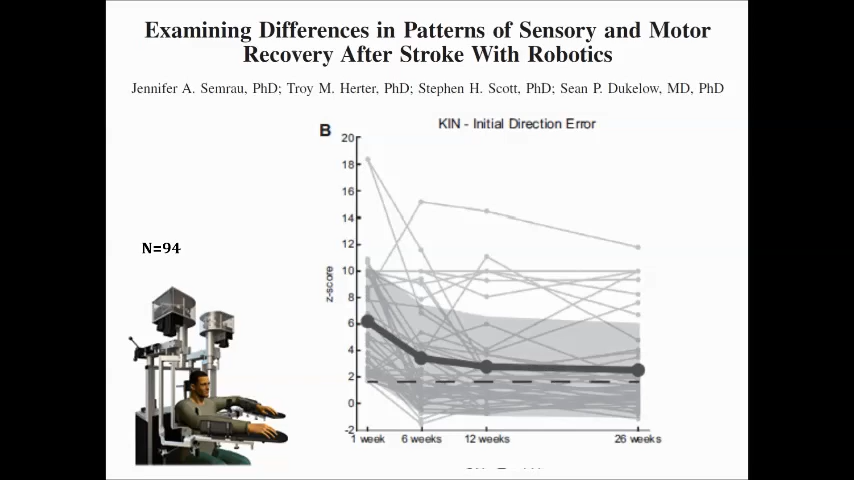 Examining Differences in Patterns of Sensory and Motor
Recovery After Stroke With Robotics
Jennifer A. Semrau, PhD; Troy M. Herter, PhD; Stephen H. Scott, PhD; Sean P. Dukelow, MD, PhD
B
KIN - Initial Direction Error
20
18
16
14
12
10
8
6
4
2
0
-2
z-score
1 week
6 weeks
12 weeks
26 weeks
N=94